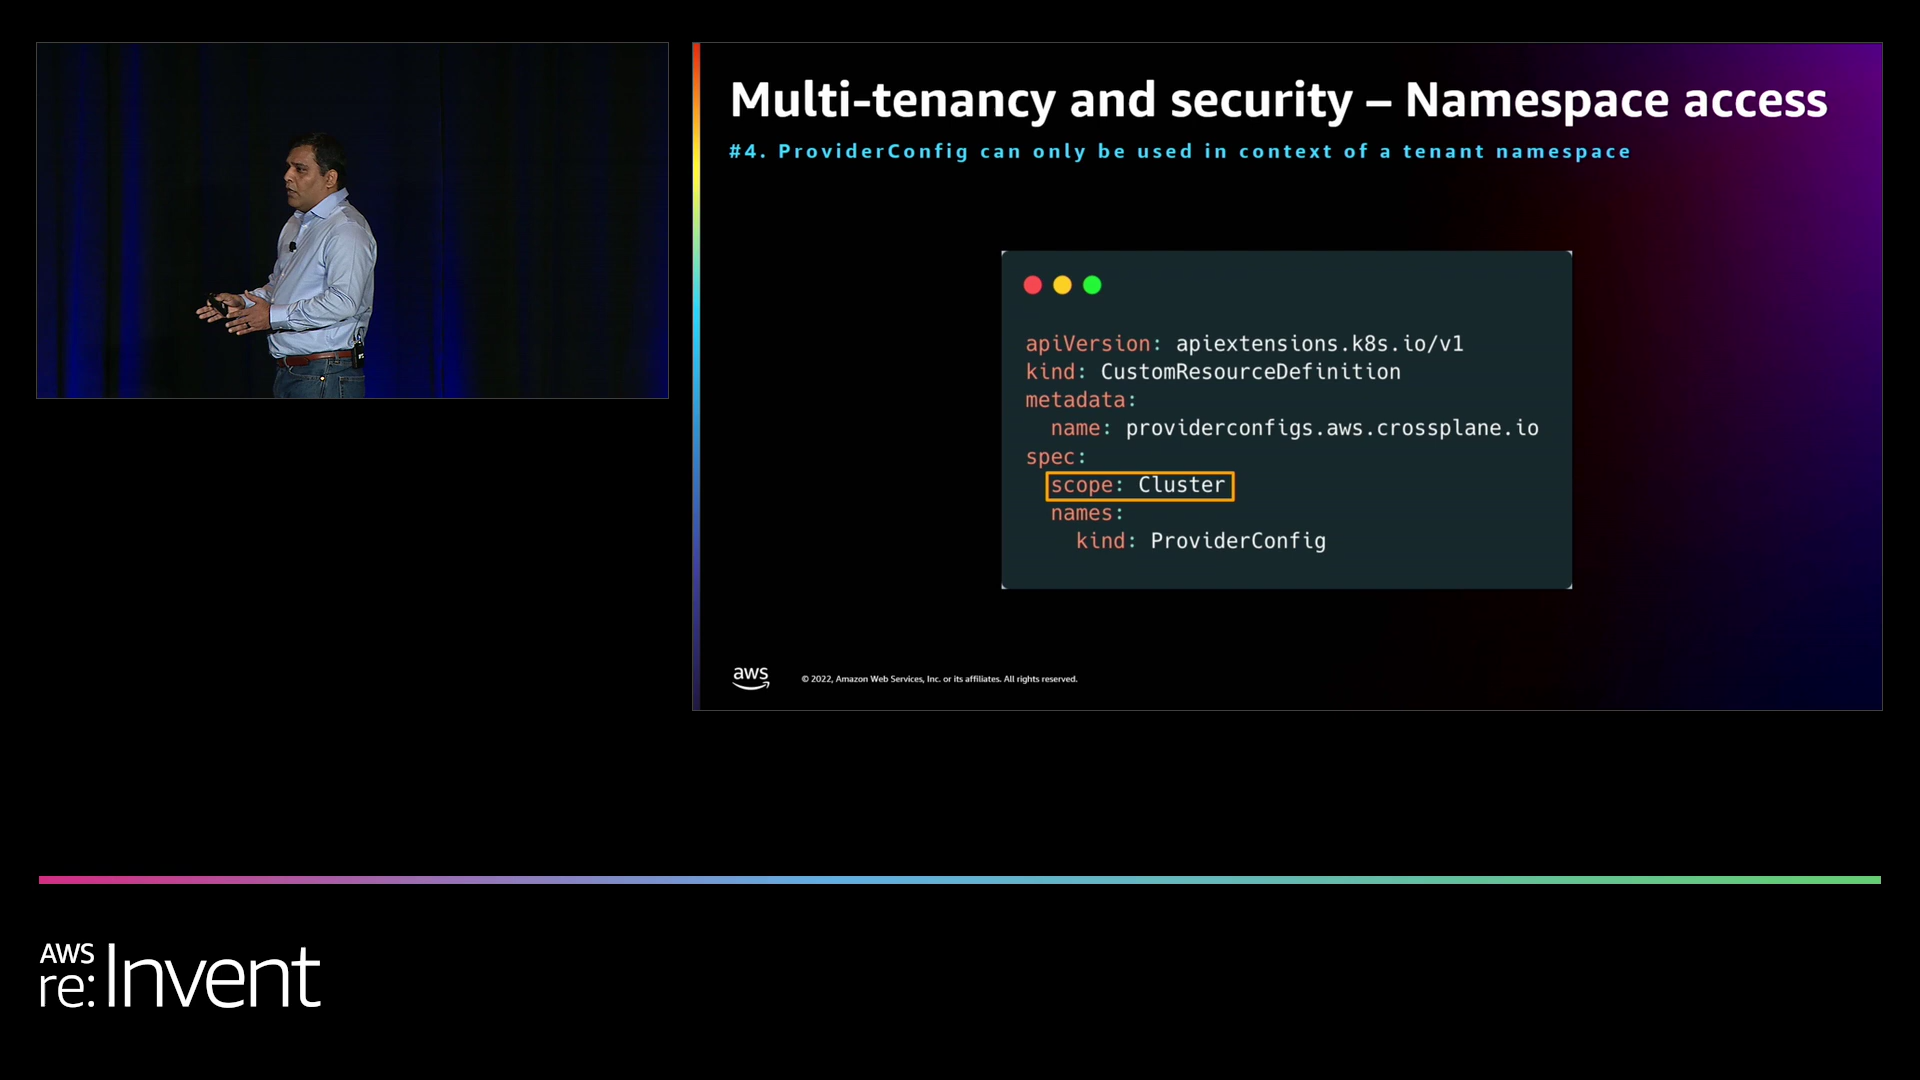 Multi-tenancy and security – Namespace access
#4. ProviderConfig can only be used in context of a tenant namespace
apiVersion: apiextensions.k8s.io/v1
kind: CustomResourceDefinition
metadata:
  name: providerconfigs.aws.crossplane.io
spec:
  scope: Cluster
  names:
    kind: ProviderConfig
aws
© 2022, Amazon Web Services, Inc. or its affiliates. All rights reserved.
AWS
re:Invent